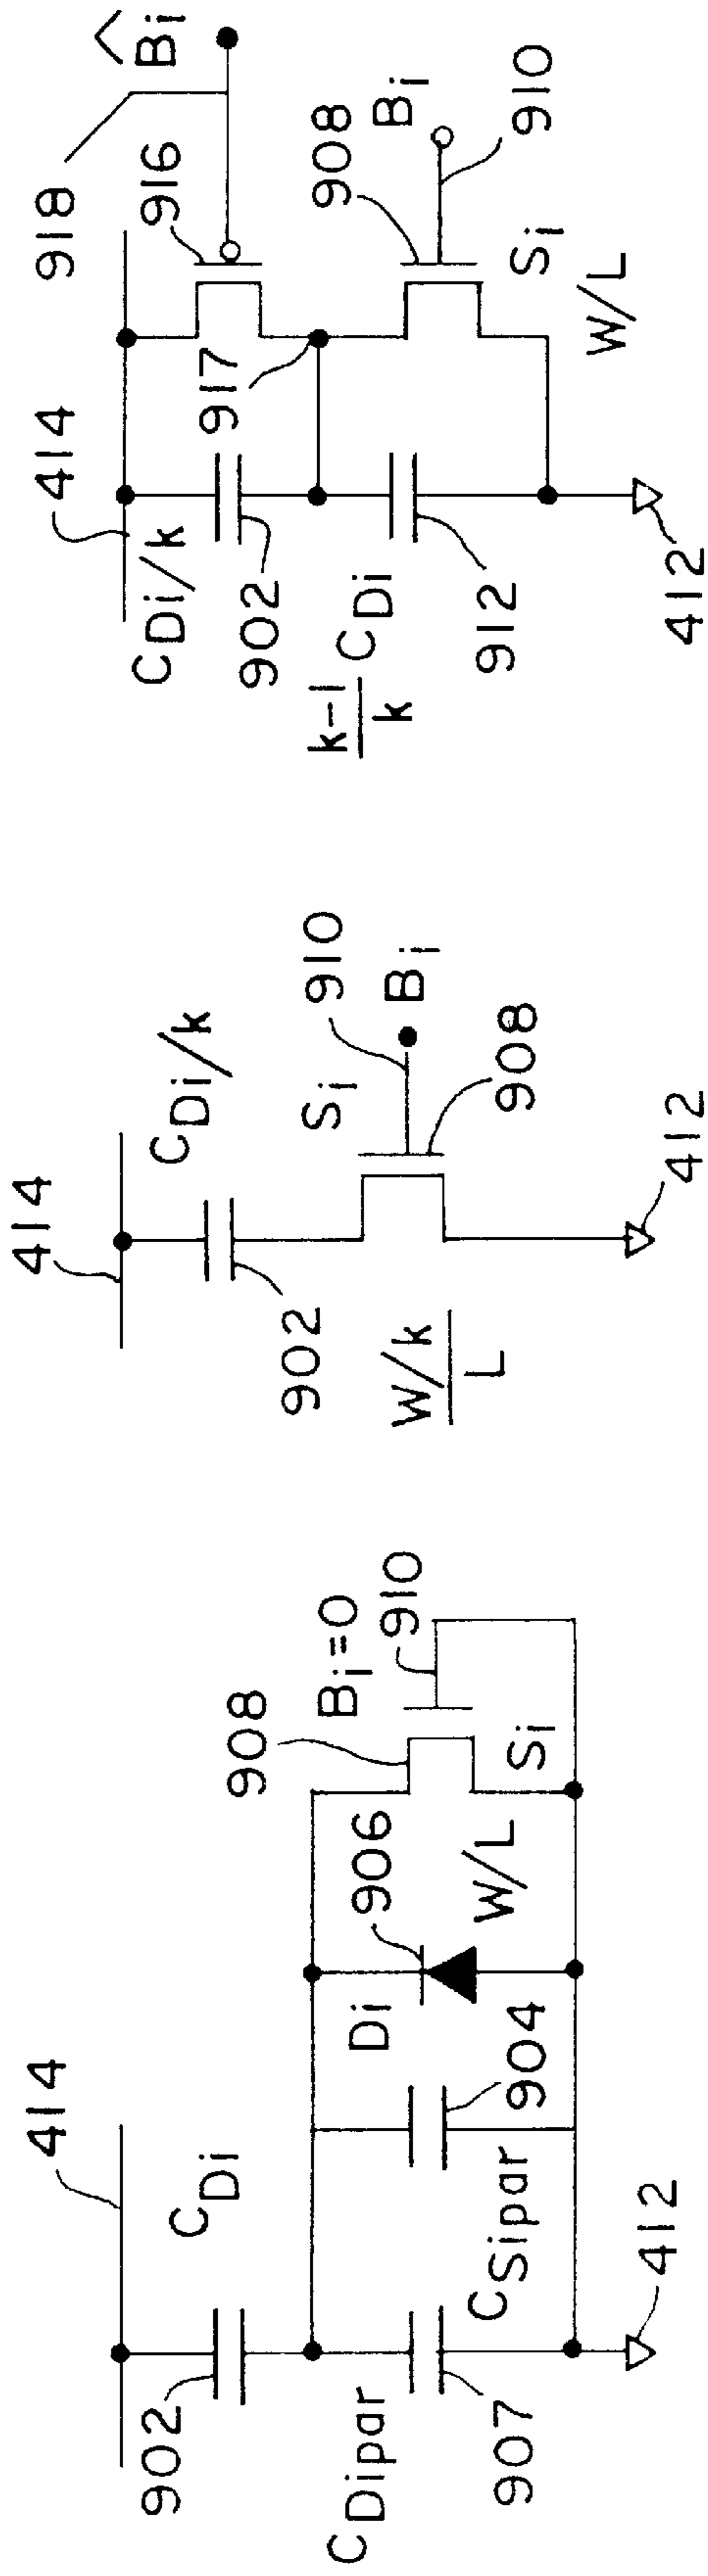 918
B̂i
414
916
CDi/k
917
908
Bi
902
910
k-1/k CDi
Si
912
W/L
412
414
CDi/k
910
Si
Bi
902
W/k
L
908
412
414
CDi
902
908
Bi=0
910
CDipar
Di
906
CSipar
904
W/L
Si
907
412